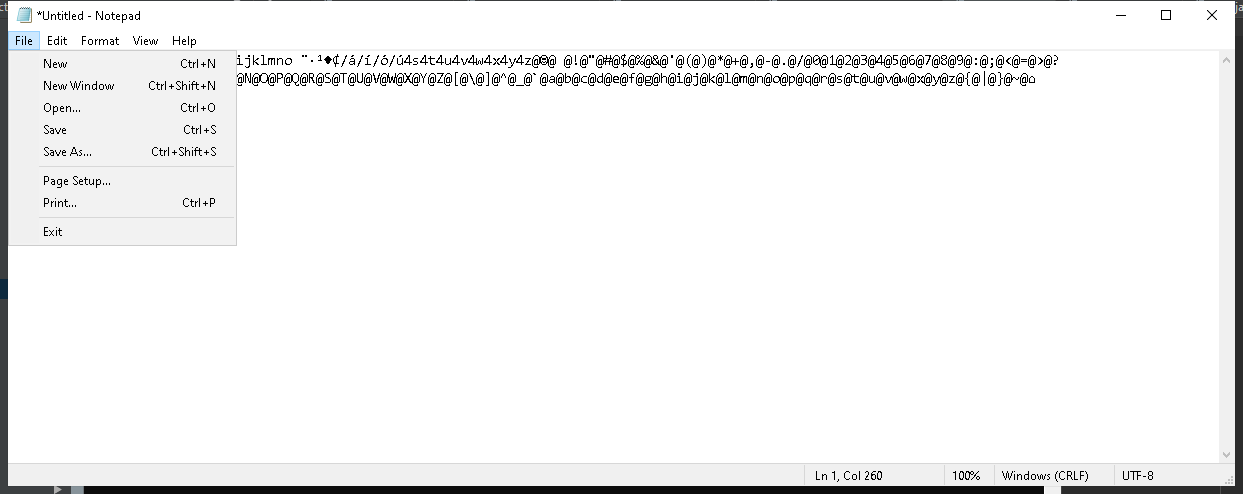 *Untitled - Notepad
File Edit Format View Help
ijklmno ¨·¹♦₵/á/í/ó/ú4s4t4u4v4w4x4y4z@©@ @!@"@#@$@%@&@'@(@)@*@+@,@-@.@/@0@1@2@3@4@5@6@7@8@9@:@;@<@=@>@?
@N@O@P@Q@R@S@T@U@V@W@X@Y@Z@[@\@]@^@_@`@a@b@c@d@e@f@g@h@i@j@k@l@m@n@o@p@q@r@s@t@u@v@w@x@y@z@{@|@}@~@⌂
New Ctrl+N
New Window Ctrl+Shift+N
Open... Ctrl+O
Save Ctrl+S
Save As... Ctrl+Shift+S
Page Setup...
Print... Ctrl+P
Exit
Ln 1, Col 260 100% Windows (CRLF) UTF-8